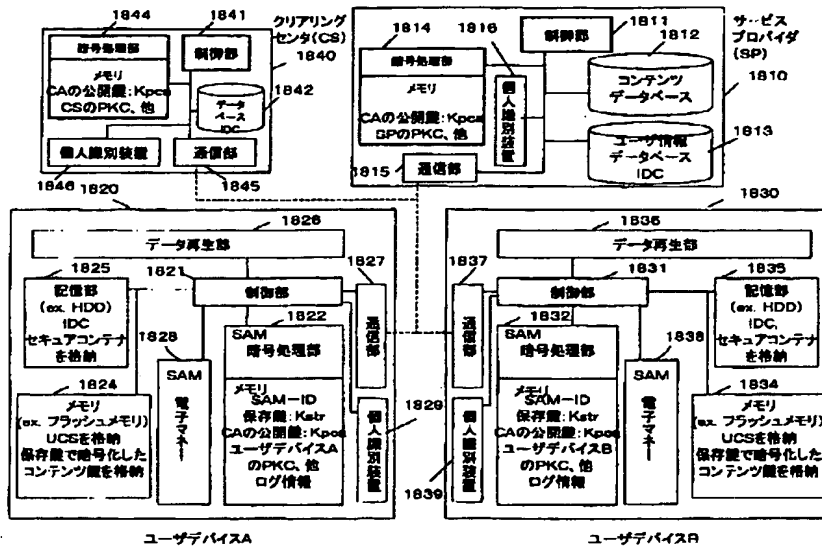 1844
1841
クリアリング
センタ(CS)
1840
暗号処理部
制御部
メモリ
CAの公開鍵:Kpca
CSのPKC、他
データ
ベース
IDC
1842
個人識別装置
通信部
1846
1845
サービス
プロバイダ
(SP)
1810
1814
1816
1811
1812
暗号処理部
制御部
メモリ
CAの公開鍵:Kpca
SPのPKC、他
個人識別装置
コンテンツ
データベース
ユーザ情報
データベース
IDC
1813
1815
通信部
1820
1826
データ再生部
1825
1821
1827
記憶部
(ex. HDD)
IDC
セキュアコンテナ
を格納
制御部
通信部
1828
1822
SAM
暗号処理部
1824
SAM
電子マネー
メモリ
(ex. フラッシュメモリ)
UCSを格納
保存鍵で暗号化した
コンテンツ鍵を格納
メモリ
SAM-ID
保存鍵:Kstr
CAの公開鍵:Kpca
ユーザデバイスA
のPKC、他
ログ情報
1829
個人識別装置
ユーザデバイスA
1830
1836
データ再生部
1837
1831
1835
通信部
制御部
記憶部
(ex. HDD)
IDC,
セキュアコンテナ
を格納
1832
1838
SAM
暗号処理部
SAM
電子マネー
1834
メモリ
SAM-ID
保存鍵:Kstr
CAの公開鍵:Kpca
ユーザデバイスB
のPKC、他
ログ情報
メモリ
(ex. フラッシュメモリ)
UCSを格納
保存鍵で暗号化した
コンテンツ鍵を格納
個人識別装置
1839
ユーザデバイスB